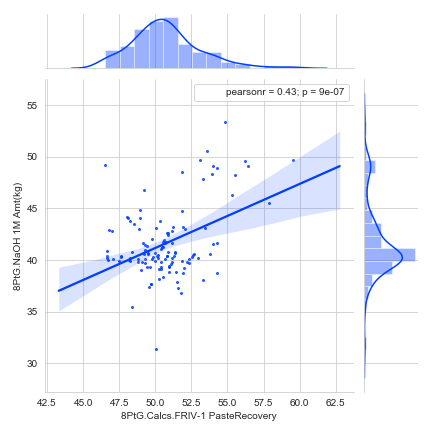 pearsonr = 0.43; p = 9e-07
55
50
45
40
35
30
8PtG.NaOH 1M Amt(kg)
42.5 45.0 47.5 50.0 52.5 55.0 57.5 60.0 62.5
8PtG.Calcs.FRIV-1 PasteRecovery